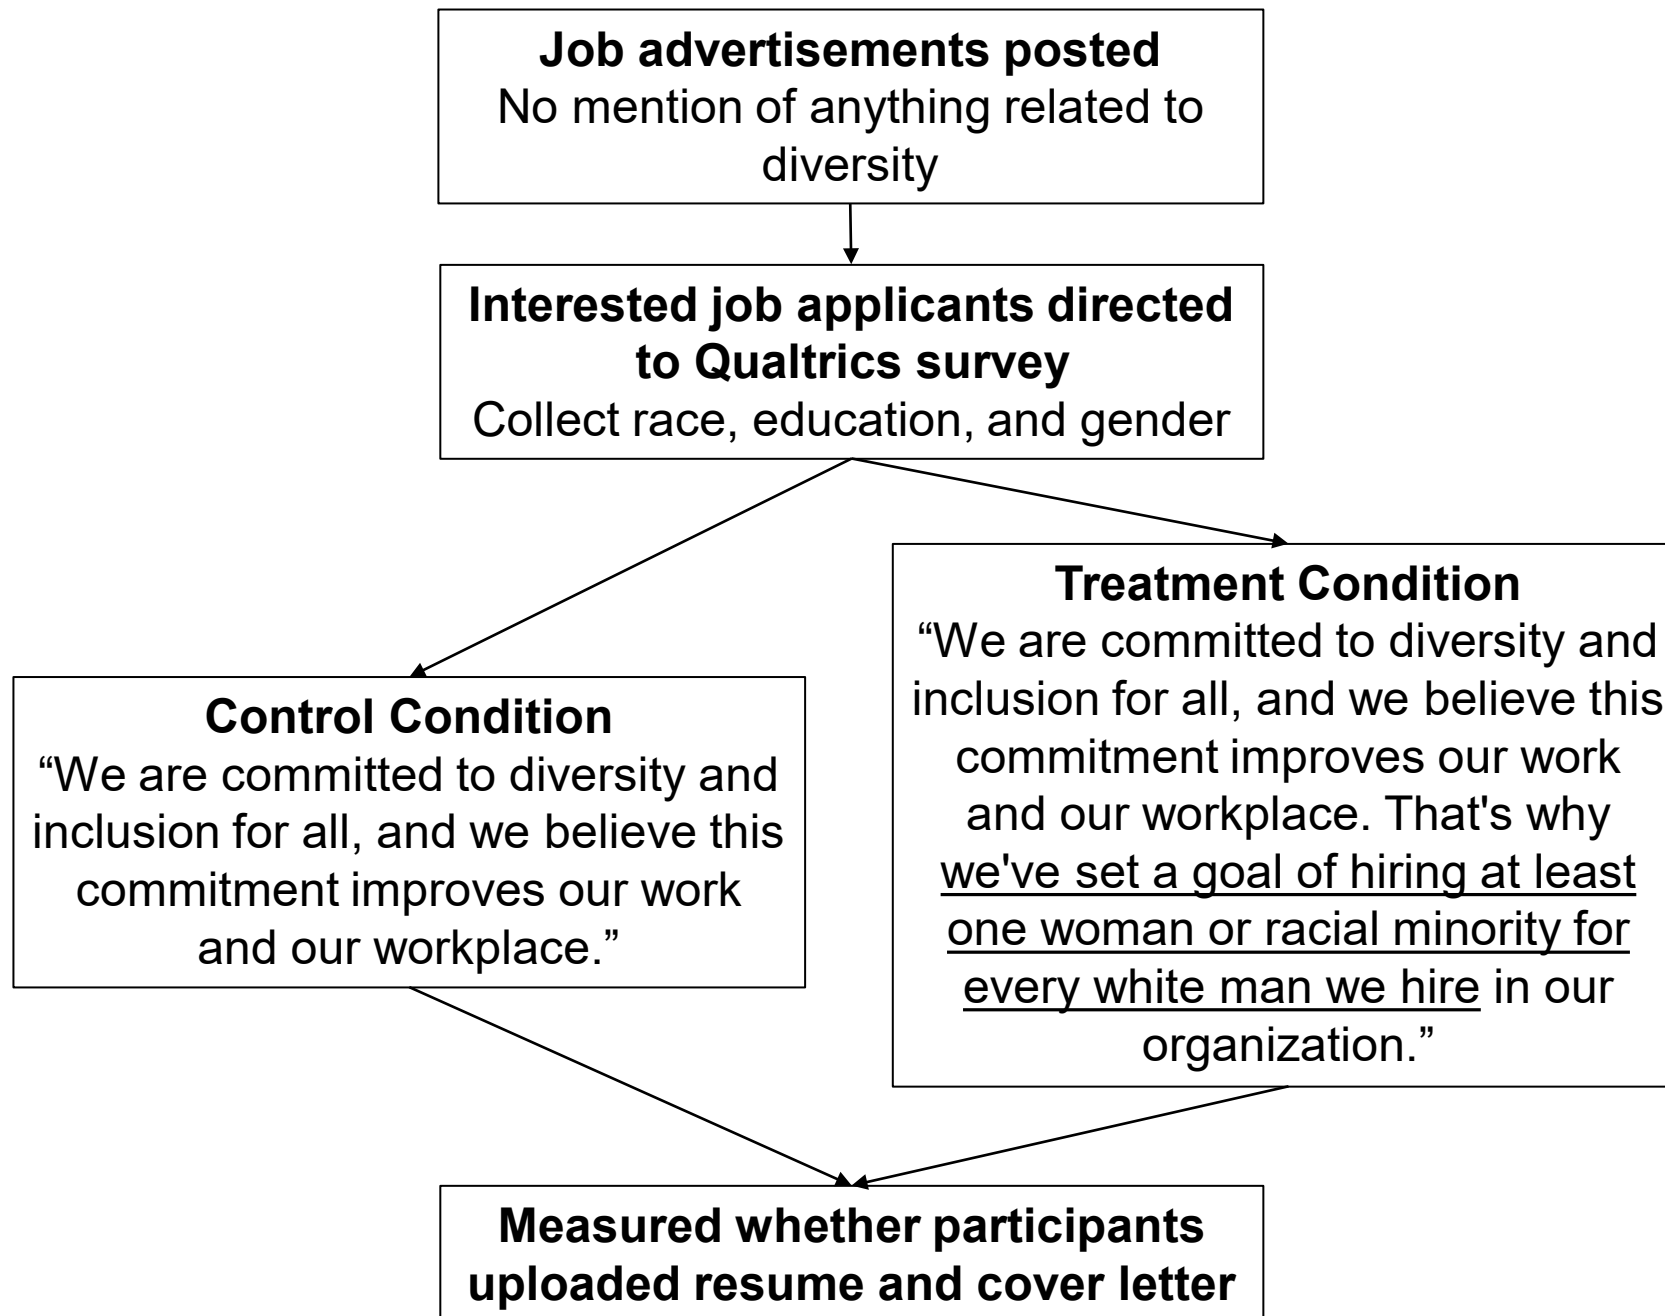 Job advertisements posted
No mention of anything related to
diversity
Interested job applicants directed
to Qualtrics survey
Collect race, education, and gender
Control Condition
“We are committed to diversity and
inclusion for all, and we believe this
commitment improves our work
and our workplace.”
Treatment Condition
“We are committed to diversity and
inclusion for all, and we believe this
commitment improves our work
and our workplace. That's why
we've set a goal of hiring at least
one woman or racial minority for
every white man we hire in our
organization.”
Measured whether participants
uploaded resume and cover letter